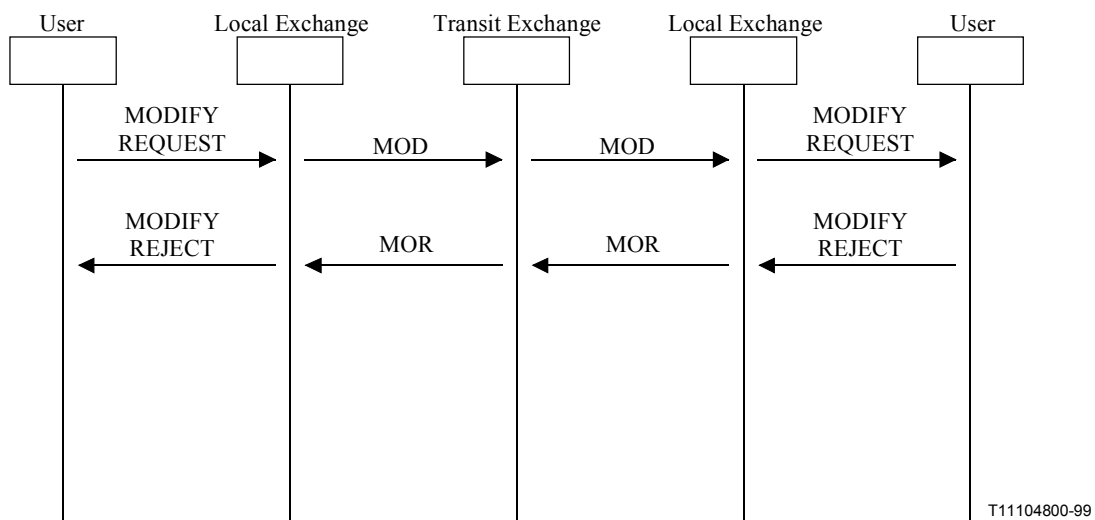 User
Local Exchange
Transit Exchange
Local Exchange
User
MODIFY
REQUEST
MOD
MOD
MODIFY
REQUEST
MODIFY
REJECT
MOR
MOR
MODIFY
REJECT
T11104800-99